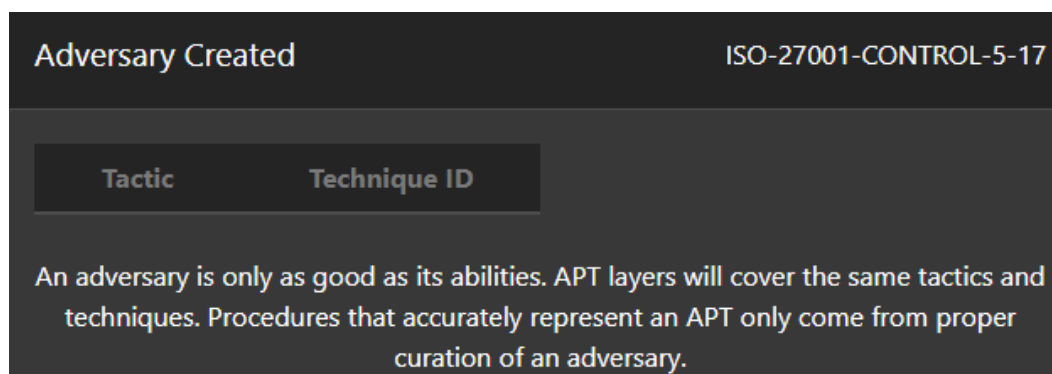 Adversary Created
ISO-27001-CONTROL-5-17
Tactic
Technique ID
An adversary is only as good as its abilities. APT layers will cover the same tactics and
techniques. Procedures that accurately represent an APT only come from proper
curation of an adversary.